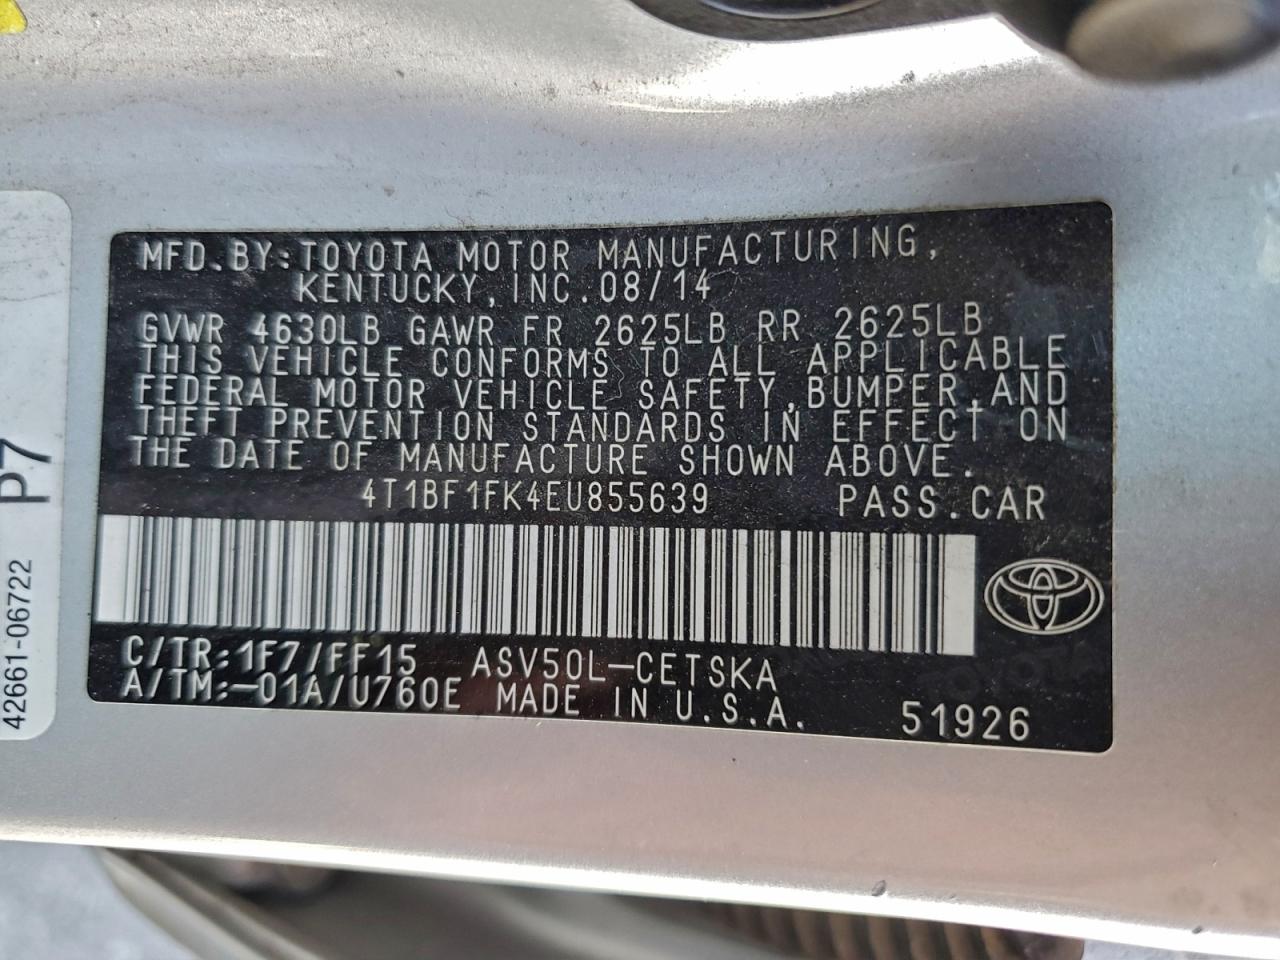 MFD.BY:TOYOTA MOTOR MANUFACTURING,
KENTUCKY,INC.08/14
GVWR 4630LB GAWR FR 2625LB RR 2625LB
THIS VEHICLE CONFORMS TO ALL APPLICABLE
FEDERAL MOTOR VEHICLE SAFETY,BUMPER,AND
THEFT PREVENTION STANDARDS IN EFFECT ON
THE DATE OF MANUFACTURE SHOWN ABOVE.
4T1BF1FK4EU855639 PASS.CAR
C/TR:1F7/FF15 ASV50L-CETSKA
A/TM:-01A/U760E MADE IN U.S.A.
51926
TOYOTA
42661-06722 P7